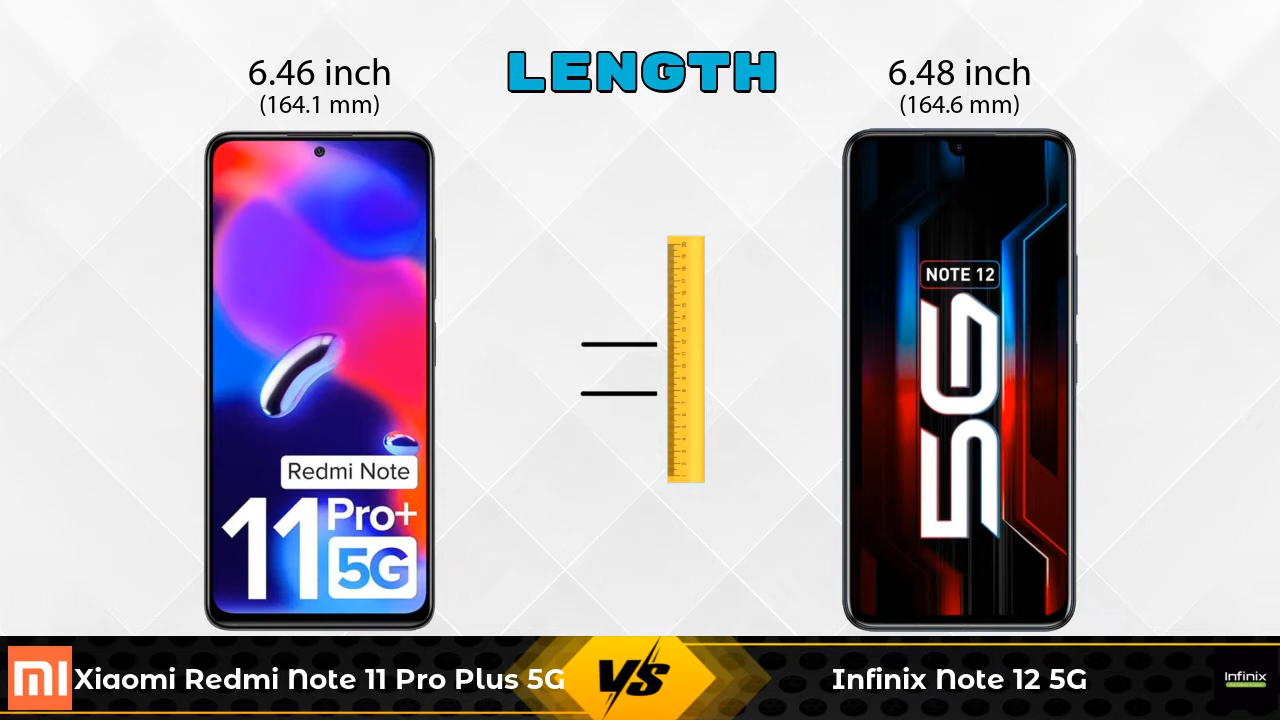 LENGTH
6.46 inch
(164.1 mm)
6.48 inch
(164.6 mm)
NOTE 12
5G
Redmi Note
11 Pro+
5G
MI Xiaomi Redmi Note 11 Pro Plus 5G
VS
Infinix Note 12 5G
Infinix